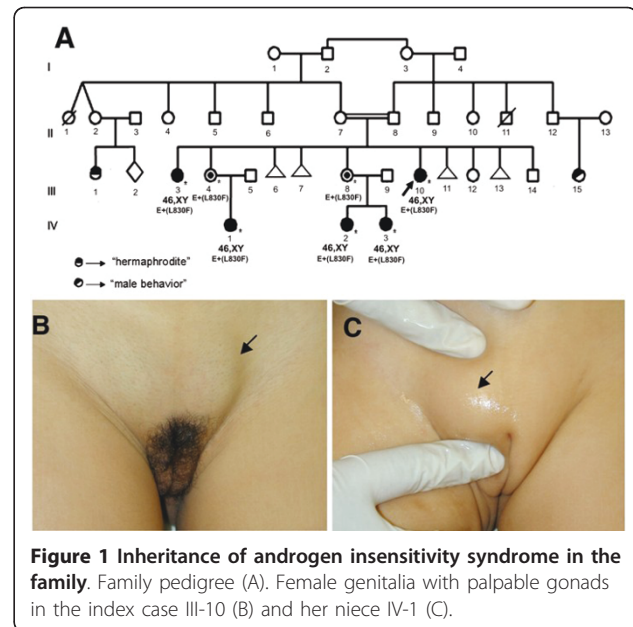 A
I
1 2 3 4
II
1 2 3 4 5 6 7 8 9 10 11 12 13
III
1 2 3 4 5 6 7 8 9 10 11 12 13 14 15
* * * *
46,XY E+(L830F) E+(L830F) 46,XY
E+(L830F) E+(L830F)
IV
1 * 2 * 3 *
46,XY 46,XY 46,XY
E+(L830F) E+(L830F) E+(L830F)
→ "hermaphrodite"
→ "male behavior"
B C
Figure 1 Inheritance of androgen insensitivity syndrome in the
family. Family pedigree (A). Female genitalia with palpable gonads
in the index case III-10 (B) and her niece IV-1 (C).